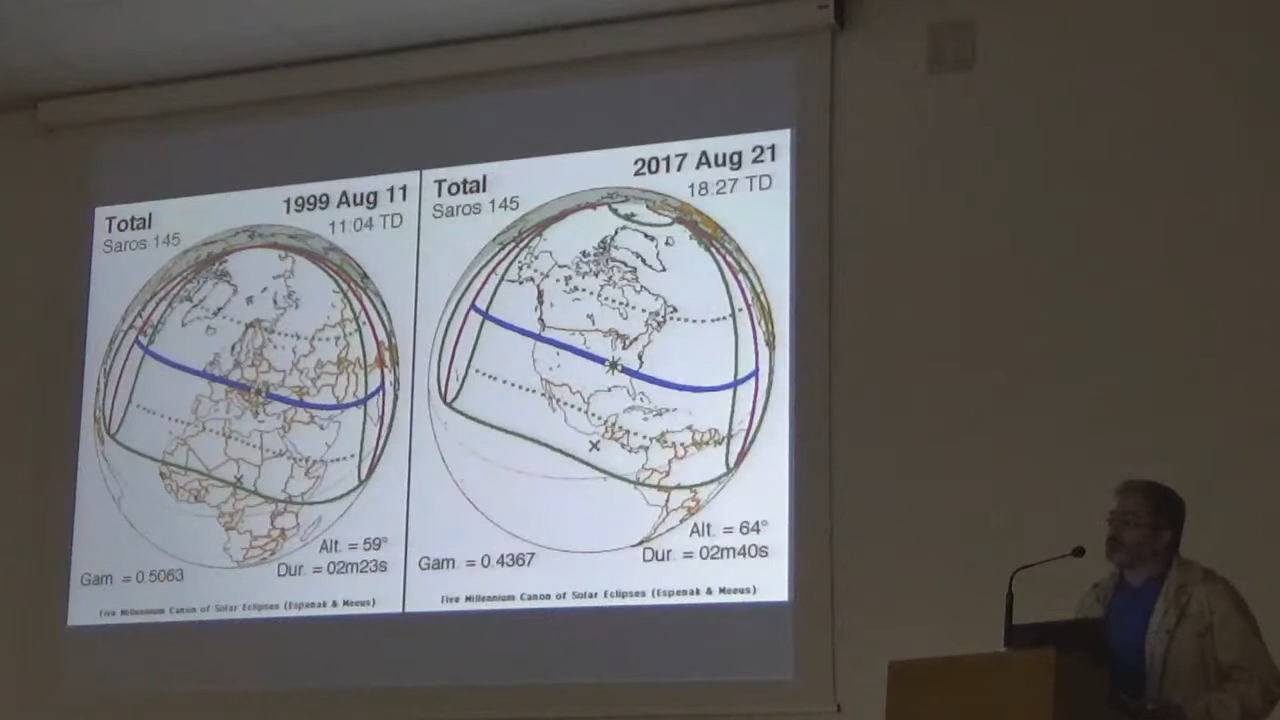 Total
1999 Aug 11
Saros 145
11:04 TD
Alt. = 59°
Gam. = 0.5063
Dur. = 02m23s
Five Millennium Canon of Solar Eclipses (Espenak & Meeus)
Total
2017 Aug 21
Saros 145
18:27 TD
Alt. = 64°
Gam. = 0.4367
Dur. = 02m40s
Five Millennium Canon of Solar Eclipses (Espenak & Meeus)